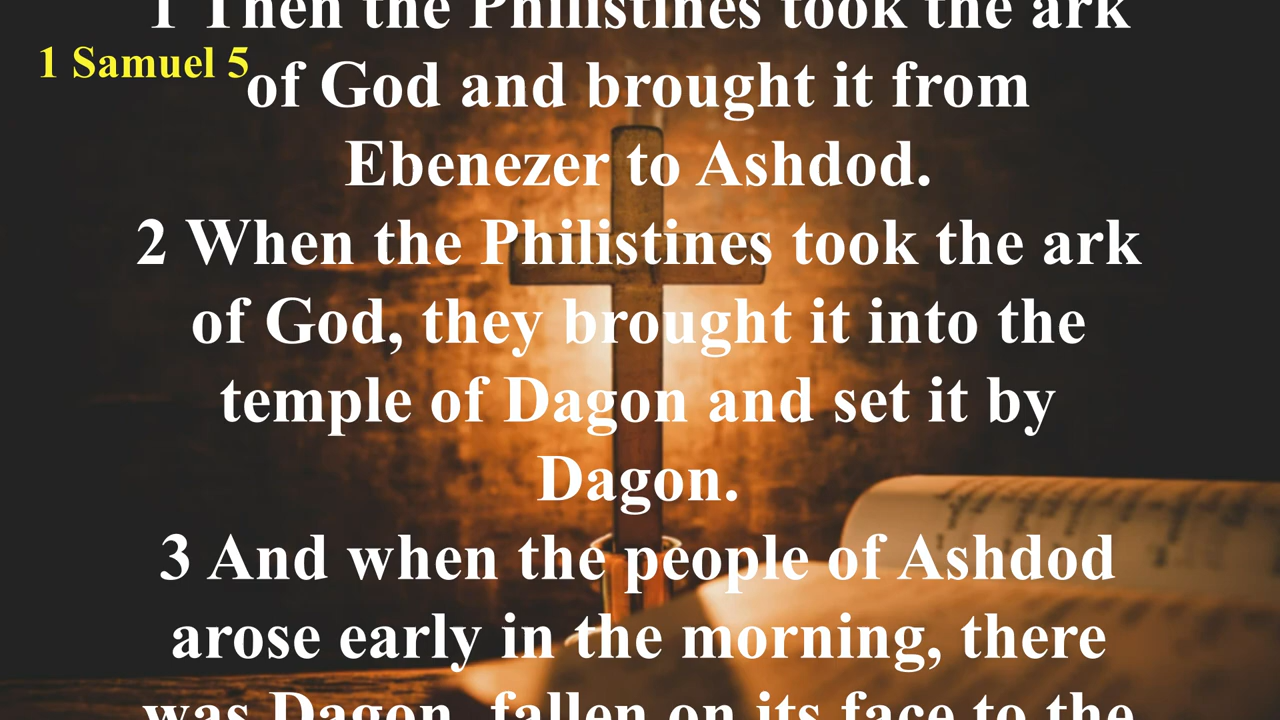 1 Then the Philistines took the ark
1 Samuel 5
of God and brought it from
Ebenezer to Ashdod.
2 When the Philistines took the ark
of God, they brought it into the
temple of Dagon and set it by
Dagon.
3 And when the people of Ashdod
arose early in the morning, there
was Dagon, fallen on its face to the